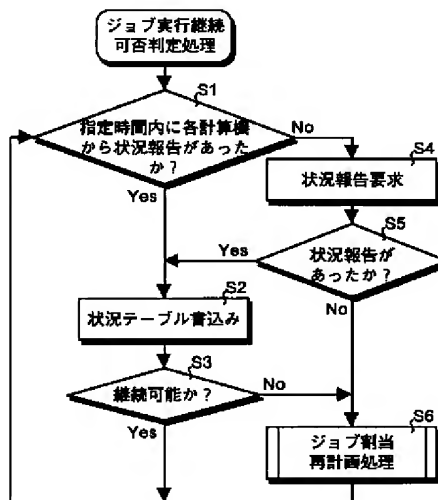 ジョブ実行継続
可否判定処理
S1
指定時間内に各計算機
から状況報告があった
か?
No
S4
Yes
状況報告要求
S5
状況報告が
あったか?
Yes
No
S2
状況テーブル書込み
S3
継続可能か?
No
Yes
S6
ジョブ割当
再計画処理